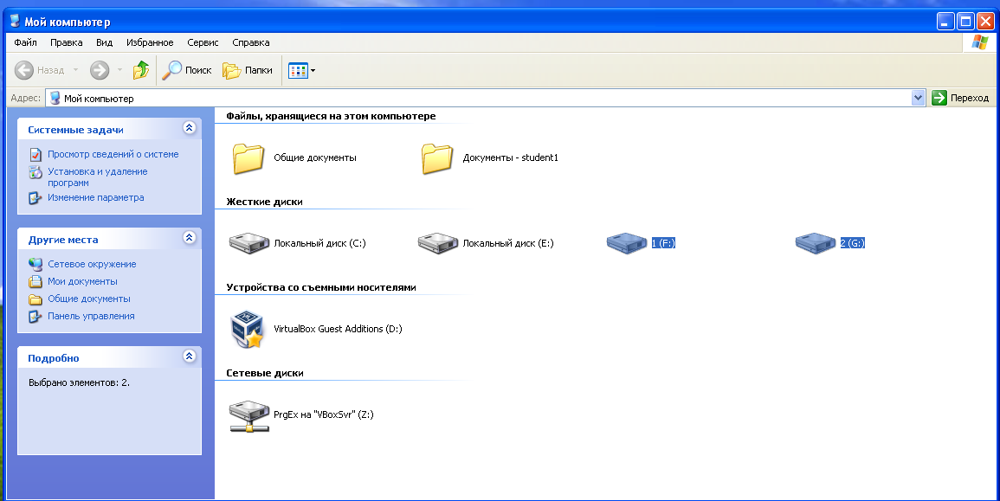 Мой компьютер
Файл Правка Вид Избранное Сервис Справка
Назад Поиск Папки
Адрес: Мой компьютер Переход
Системные задачи
Просмотр сведений о системе
Установка и удаление
программ
Изменение параметра
Другие места
Сетевое окружение
Мои документы
Общие документы
Панель управления
Подробно
Выбрано элементов: 2.
Файлы, хранящиеся на этом компьютере
Общие документы Документы - student1
Жесткие диски
Локальный диск (C:) Локальный диск (E:) 1 (F:) 2 (G:)
Устройства со съемными носителями
VirtualBox Guest Additions (D:)
Сетевые диски
PrgEx на "VBoxSvr" (Z:)